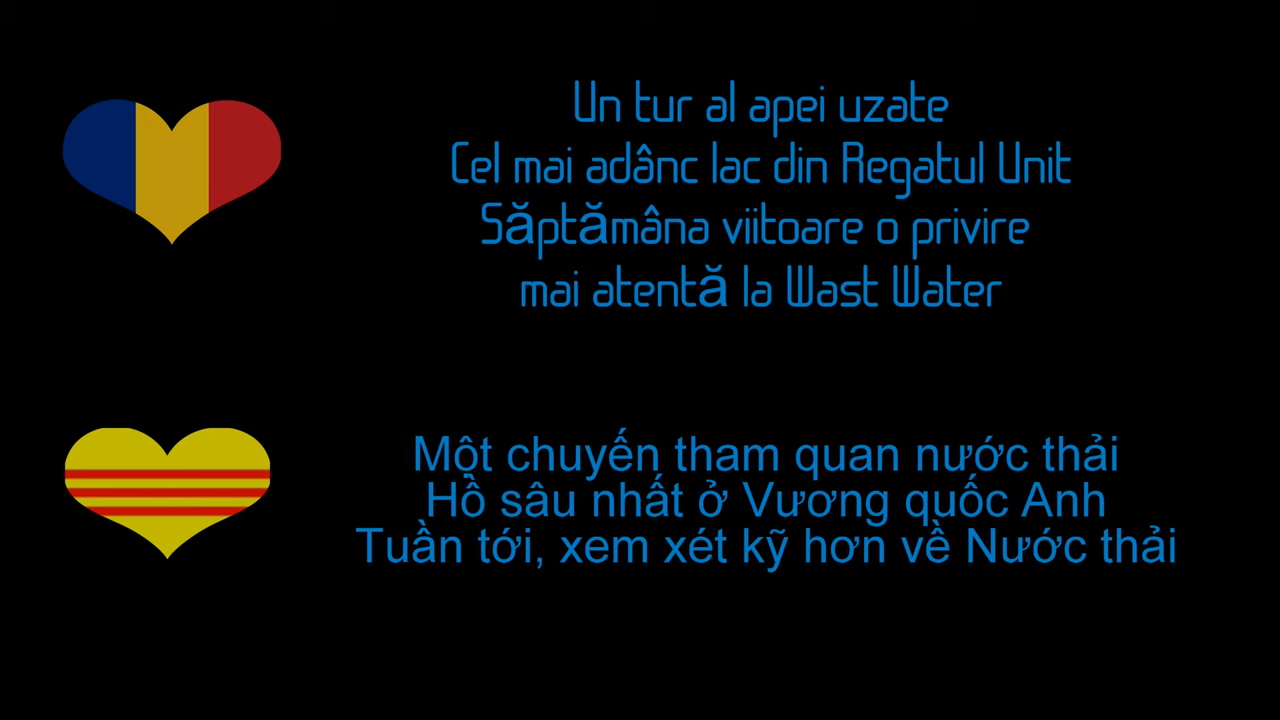 Un tur al apei uzate
Cel mai adânc lac din Regatul Unit
Săptămâna viitoare o privire
mai atentă la Wast Water
Một chuyến tham quan nước thải
Hồ sâu nhất ở Vương quốc Anh
Tuần tới, xem xét kỹ hơn về Nước thải